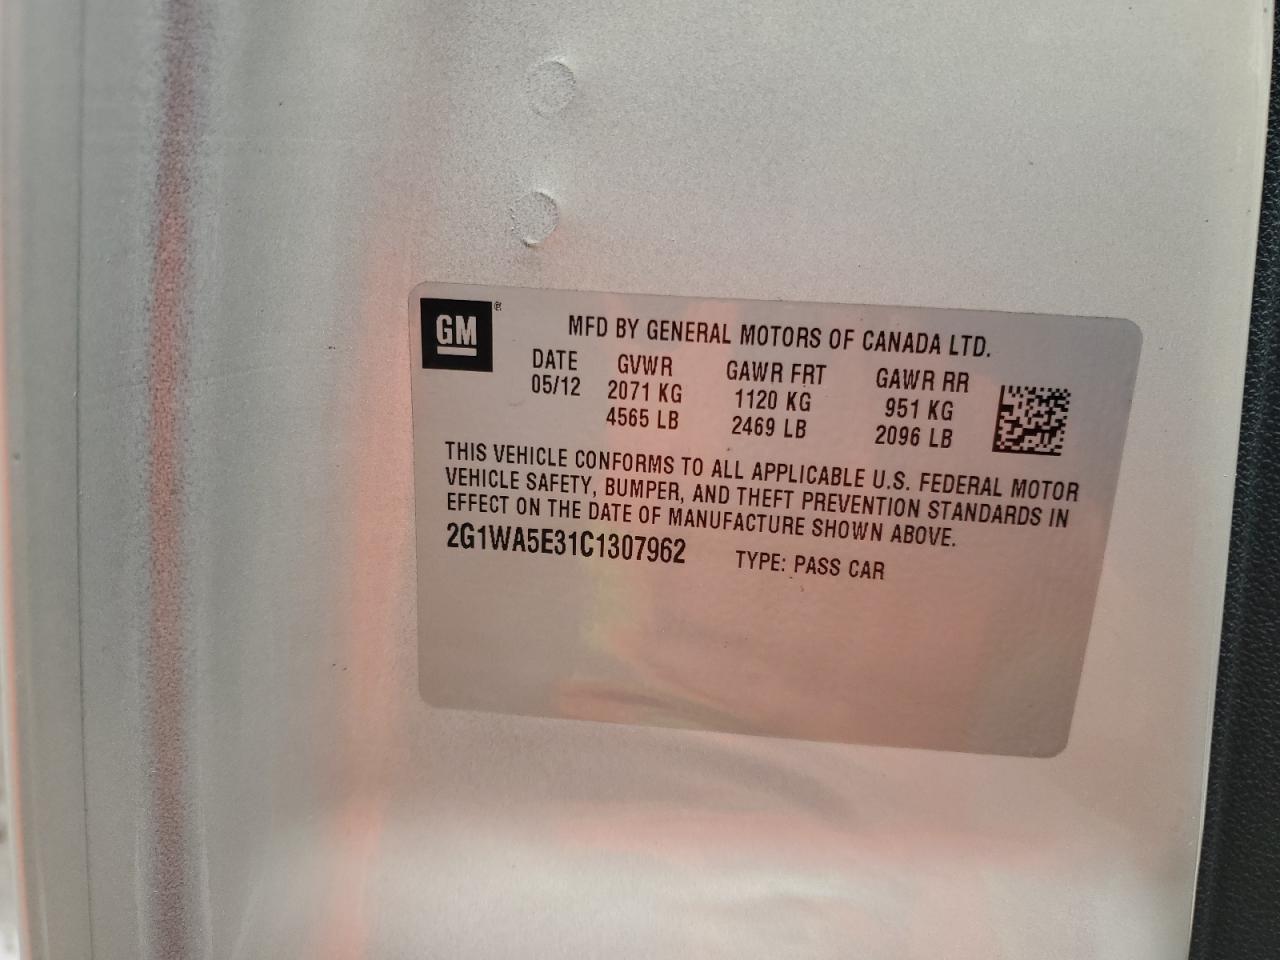 GM ®
MFD BY GENERAL MOTORS OF CANADA LTD.
DATE GVWR GAWR FRT GAWR RR
05/12 2071 KG 1120 KG 951 KG
4565 LB 2469 LB 2096 LB
THIS VEHICLE CONFORMS TO ALL APPLICABLE U.S. FEDERAL MOTOR
VEHICLE SAFETY, BUMPER, AND THEFT PREVENTION STANDARDS IN
EFFECT ON THE DATE OF MANUFACTURE SHOWN ABOVE.
2G1WA5E31C1307962 TYPE: PASS CAR